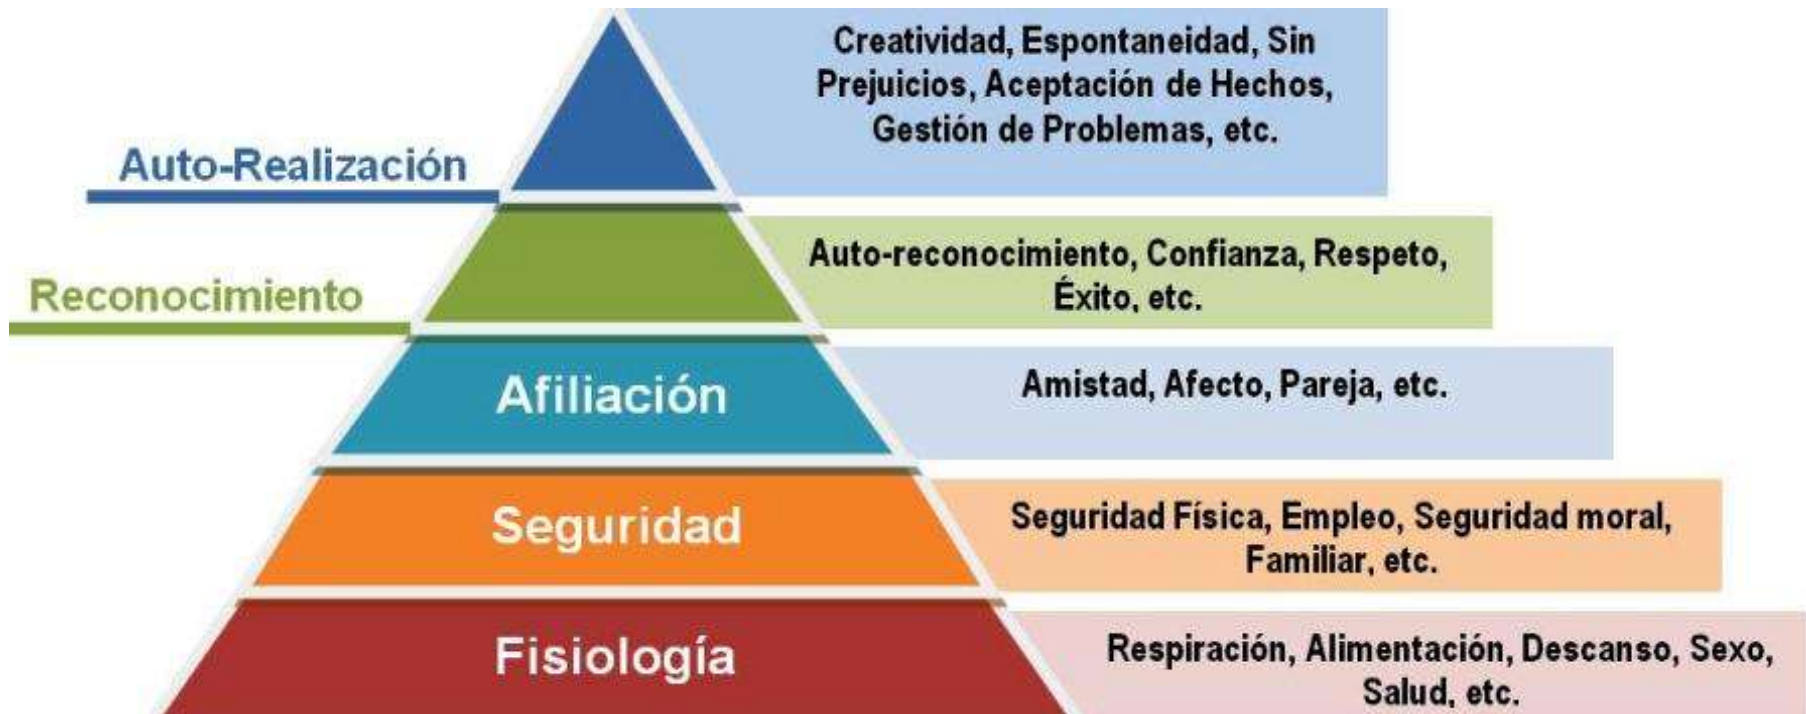 Creatividad, Espontaneidad, Sin
Prejuicios, Aceptación de Hechos,
Gestión de Problemas, etc.
Auto-Realización
Auto-reconocimiento, Confianza, Respeto,
Éxito, etc.
Reconocimiento
Afiliación
Amistad, Afecto, Pareja, etc.
Seguridad
Seguridad Física, Empleo, Seguridad moral,
Familiar, etc.
Fisiología
Respiración, Alimentación, Descanso, Sexo,
Salud, etc.